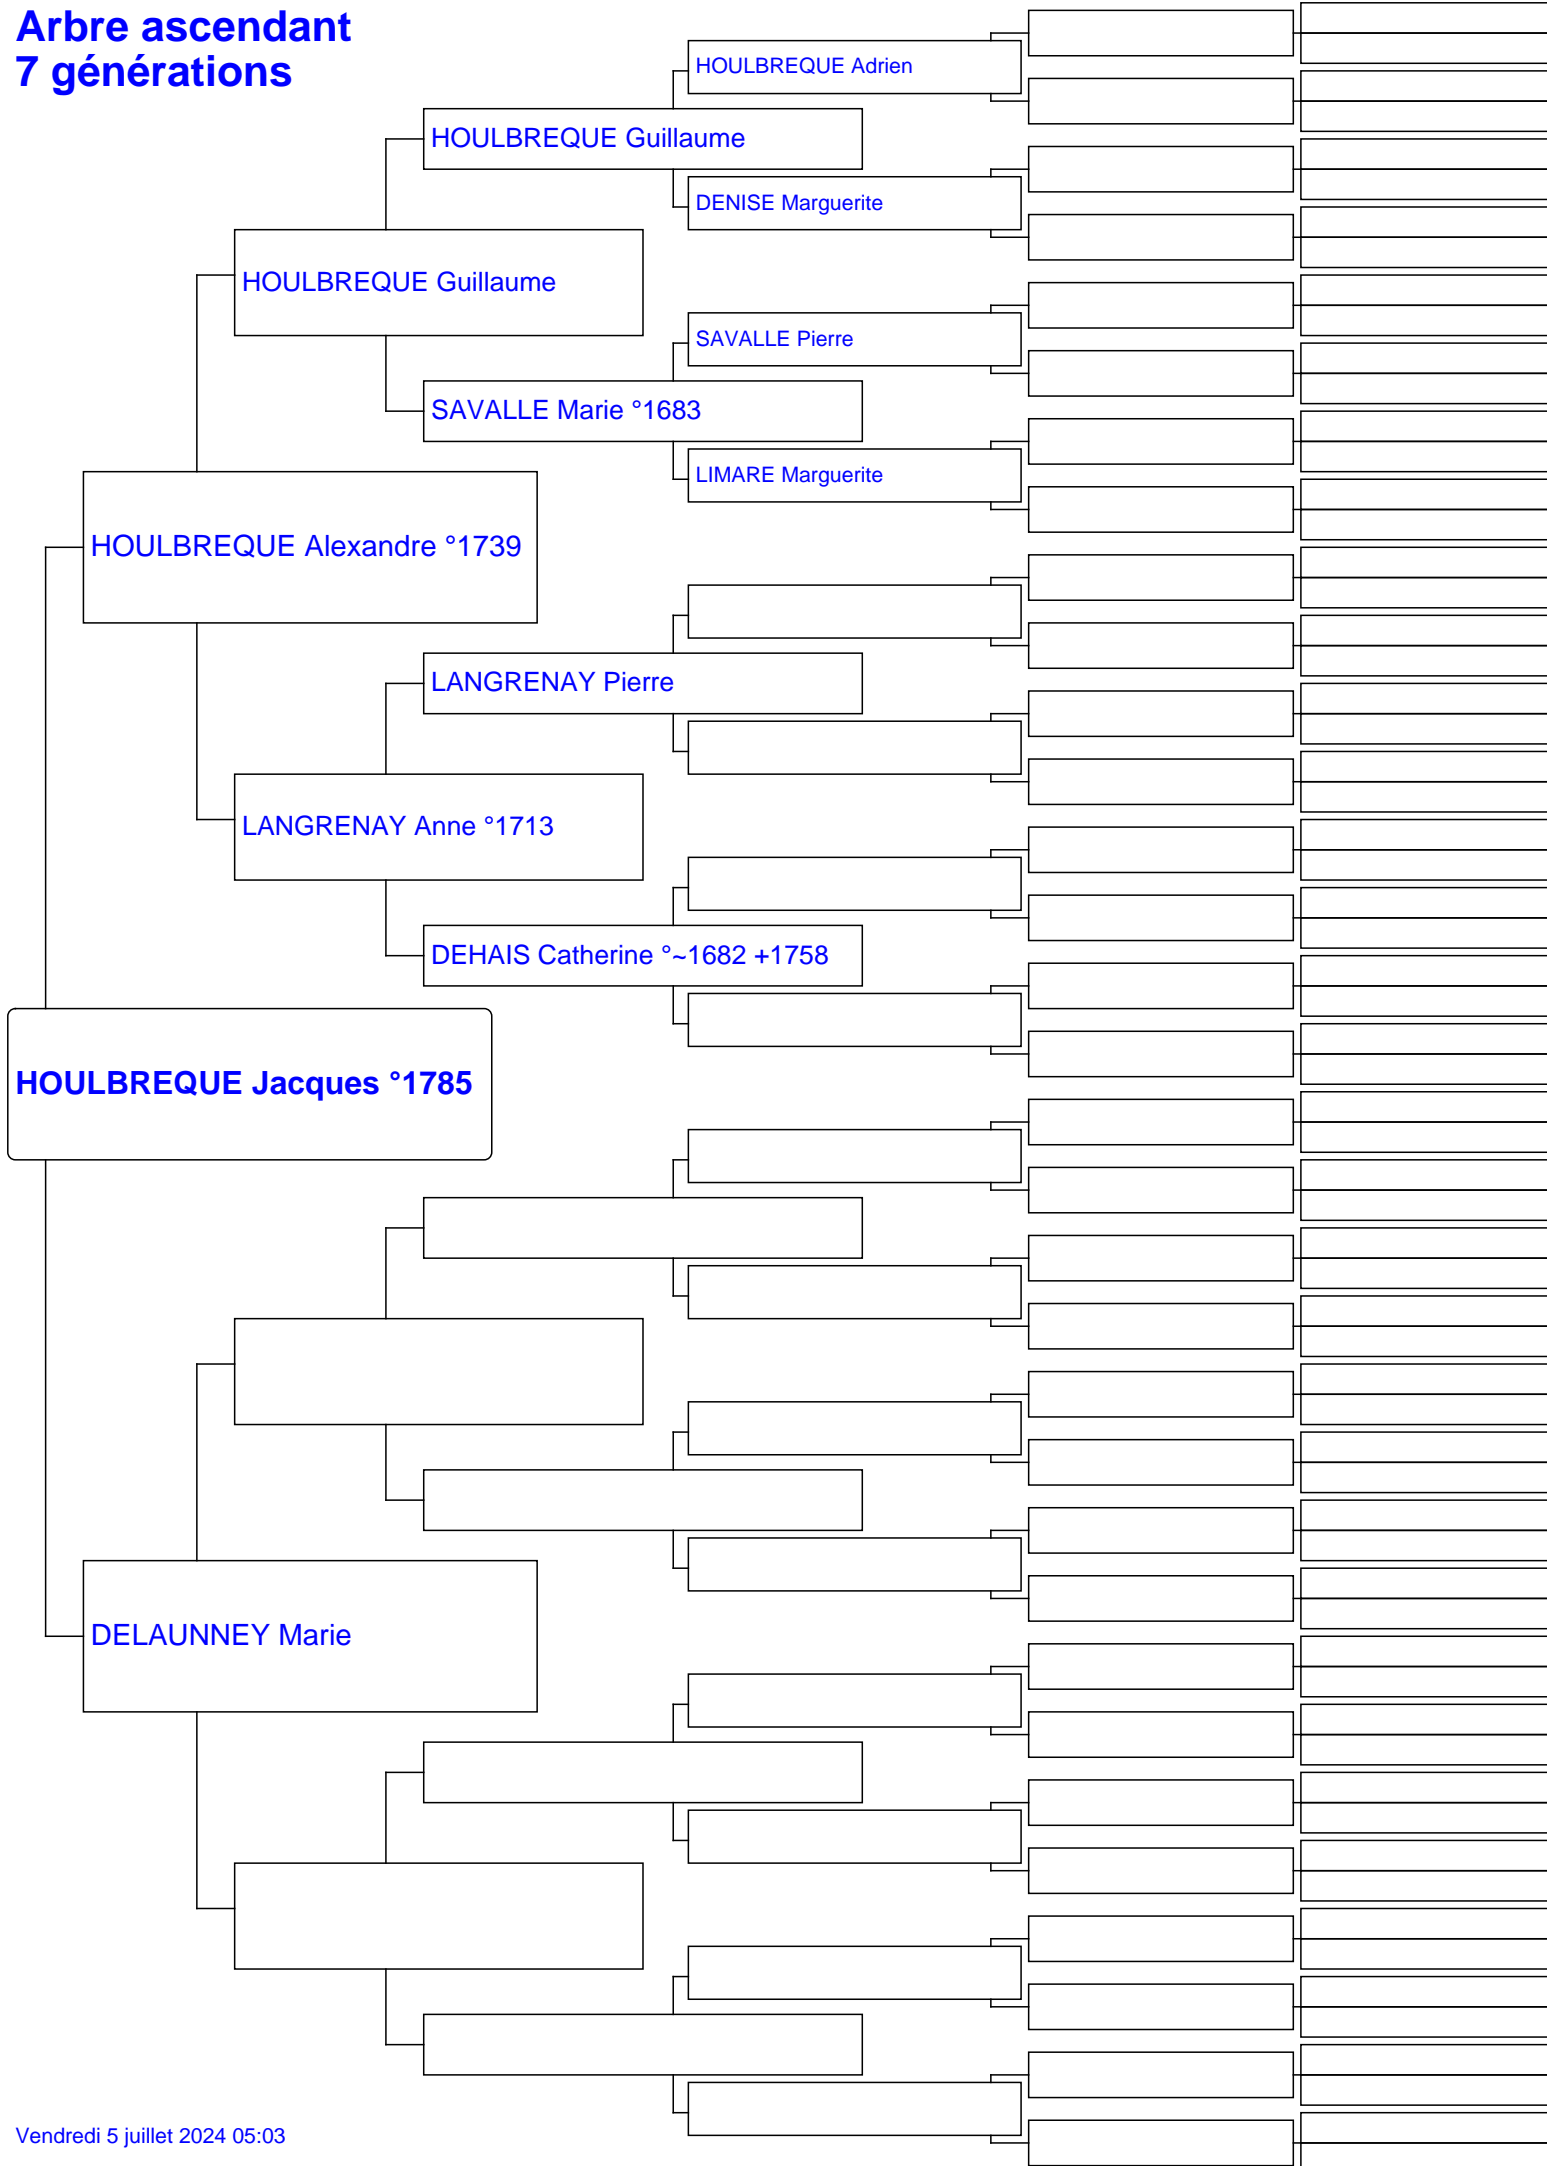 Arbre ascendant
7 générations
HOULBREQUE Adrien
HOULBREQUE Guillaume
DENISE Marguerite
HOULBREQUE Guillaume
SAVALLE Pierre
SAVALLE Marie °1683
LIMARE Marguerite
HOULBREQUE Alexandre °1739
LANGRENAY Pierre
LANGRENAY Anne °1713
DEHAIS Catherine °~1682 +1758
HOULBREQUE Jacques °1785
DELAUNNEY Marie
Vendredi 5 juillet 2024 05:03